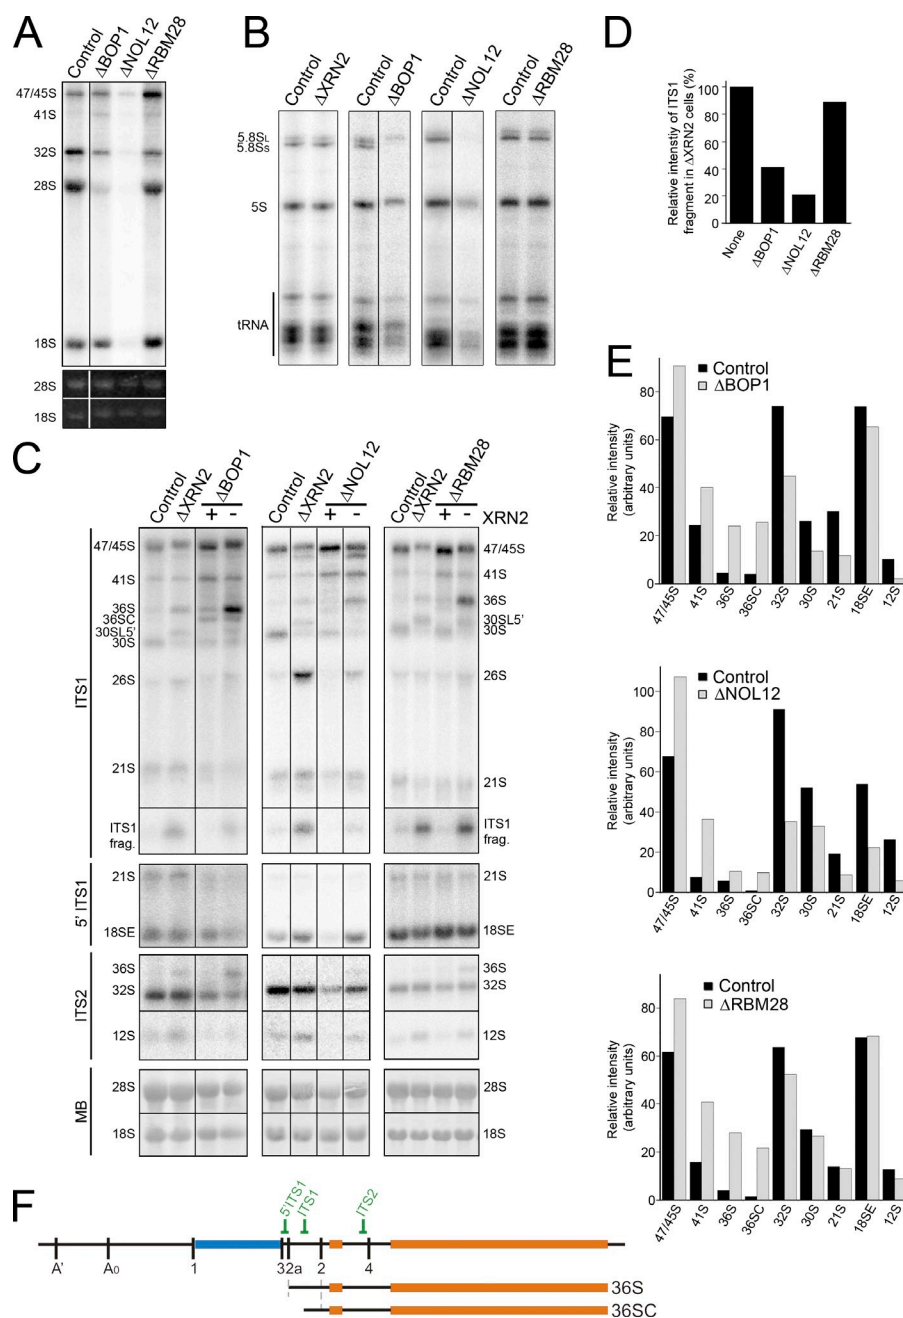 A
Control
ΔBOP1
ΔNOL12
ΔRBM28
47/45S
41S
32S
28S
18S
28S
18S
B
Control
ΔXRN2
Control
ΔBOP1
Control
ΔNOL12
Control
ΔRBM28
5.8SL
5.8SS
5S
tRNA
D
Relative intenstiy of ITS1
fragment in ΔXRN2 cells (%)
100
80
60
40
20
0
None
ΔBOP1
ΔNOL12
ΔRBM28
C
Control
ΔXRN2
ΔBOP1
+ -
Control
ΔXRN2
ΔNOL12
+ -
Control
ΔXRN2
ΔRBM28
+ -
XRN2
ITS1
47/45S
41S
36S
36SC
30SL5'
30S
26S
21S
ITS1
frag.
47/45S
41S
36S
30SL5'
30S
26S
21S
ITS1
frag.
5' ITS1
21S
18SE
21S
18SE
ITS2
36S
32S
12S
36S
32S
12S
MB
28S
18S
28S
18S
E
Control
ΔBOP1
Relative intensity
(arbitrary units)
80
60
40
20
0
47/45S
41S
36S
36SC
32S
30S
21S
18SE
12S
Control
ΔNOL12
Relative intensity
(arbitrary units)
100
80
60
40
20
0
47/45S
41S
36S
36SC
32S
30S
21S
18SE
12S
Control
ΔRBM28
Relative intensity
(arbitrary units)
80
60
40
20
0
47/45S
41S
36S
36SC
32S
30S
21S
18SE
12S
F
5'ITS1
ITS1
ITS2
A' A0 1 3 2a 2 4
36S
36SC